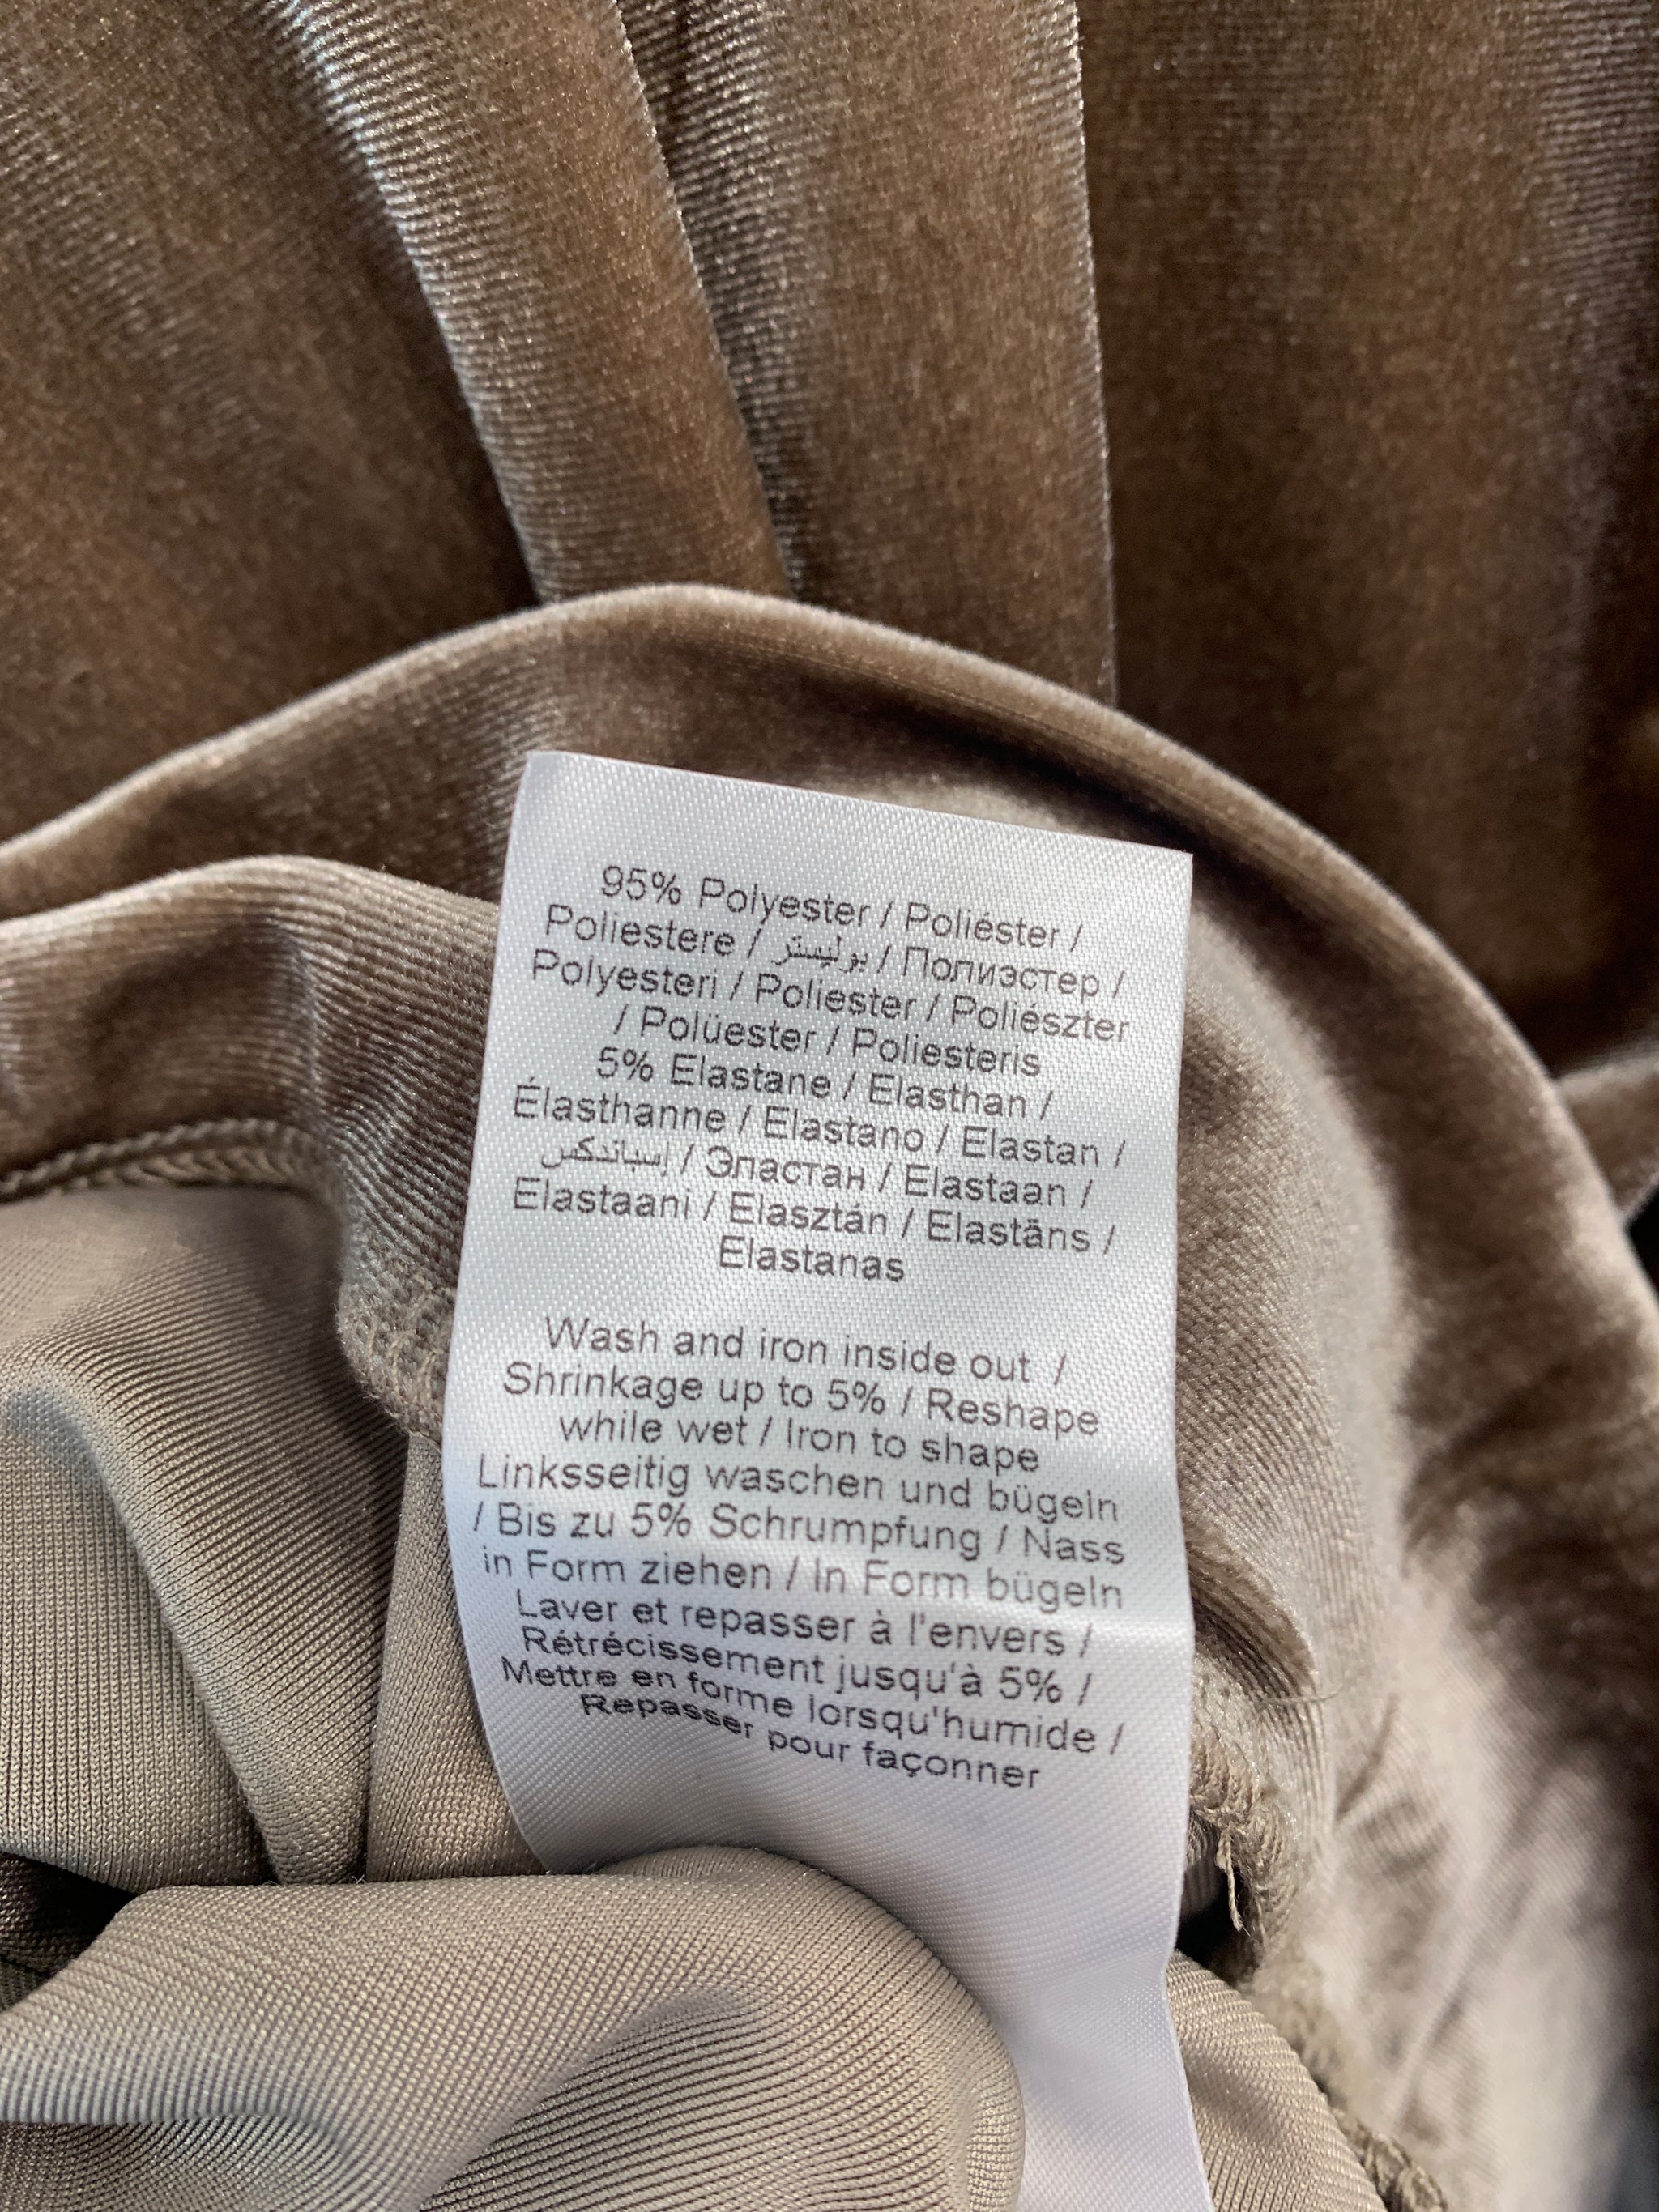 95% Polyester / Poliéster /
Poliestere / بوليستر / Полиэстер /
Polyesteri / Poliester / Poliészter
/ Polüester / Poliesteris
5% Elastane / Elasthan /
Élasthanne / Elastano / Elastan /
إسباندكس / Эластан / Elastaan /
Elastaani / Elasztán / Elastāns /
Elastanas
Wash and iron inside out /
Shrinkage up to 5% / Reshape
while wet / Iron to shape
Linksseitig waschen und bügeln
/ Bis zu 5% Schrumpfung / Nass
in Form ziehen / In Form bügeln
Laver et repasser à l'envers /
Rétrécissement jusqu'à 5% /
Mettre en forme lorsqu'humide /
Repasser pour façonner